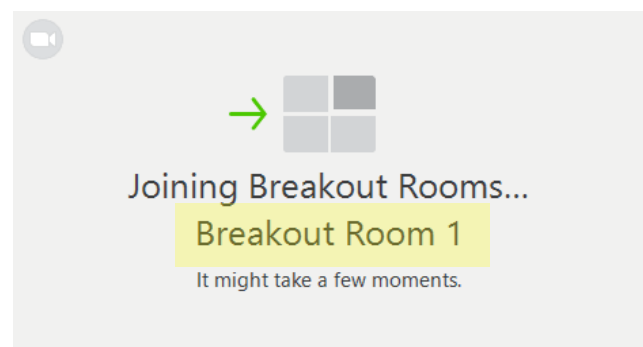 Joining Breakout Rooms...
Breakout Room 1
It might take a few moments.